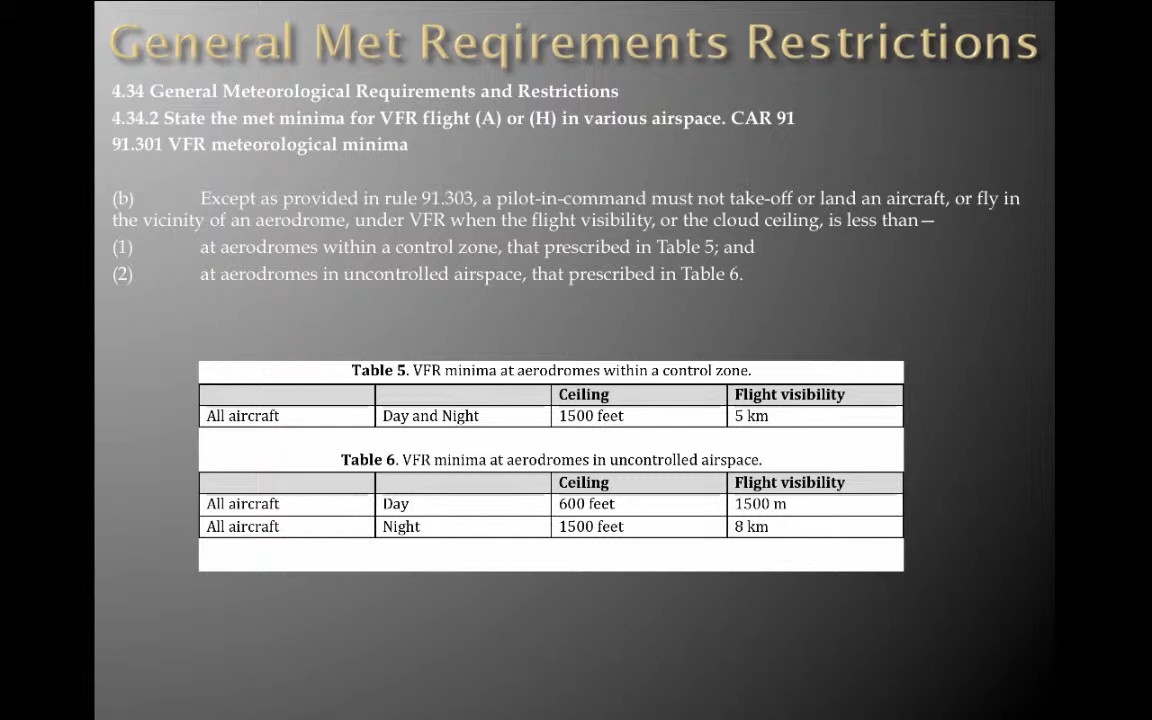 General Met Reqirements Restrictions
4.34 General Meteorological Requirements and Restrictions
4.34.2 State the met minima for VFR flight (A) or (H) in various airspace. CAR 91
91.301 VFR meteorological minima
(b) Except as provided in rule 91.303, a pilot-in-command must not take-off or land an aircraft, or fly in
the vicinity of an aerodrome, under VFR when the flight visibility, or the cloud ceiling, is less than—
(1) at aerodromes within a control zone, that prescribed in Table 5; and
(2) at aerodromes in uncontrolled airspace, that prescribed in Table 6.
Table 5. VFR minima at aerodromes within a control zone.
Ceiling Flight visibility
All aircraft Day and Night 1500 feet 5 km
Table 6. VFR minima at aerodromes in uncontrolled airspace.
Ceiling Flight visibility
All aircraft Day 600 feet 1500 m
All aircraft Night 1500 feet 8 km